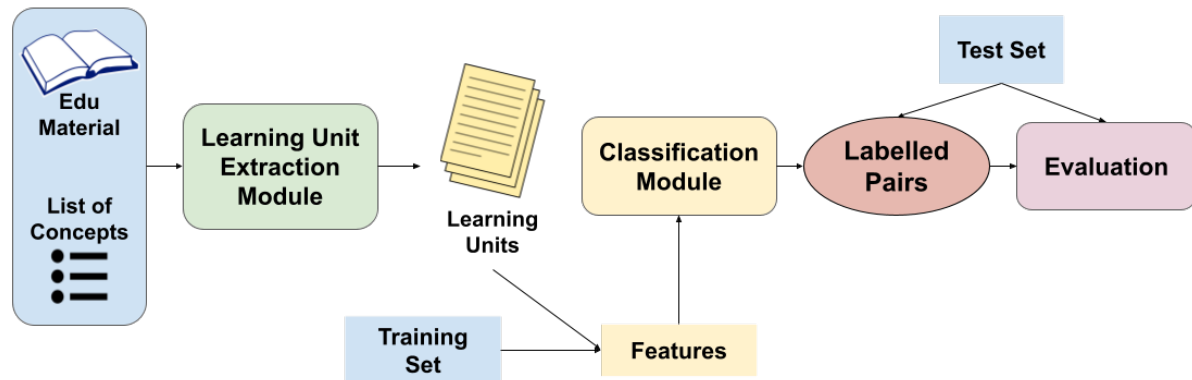 Edu
Material
List of
Concepts
Learning Unit
Extraction
Module
Learning
Units
Training
Set
Features
Classification
Module
Test Set
Labelled
Pairs
Evaluation